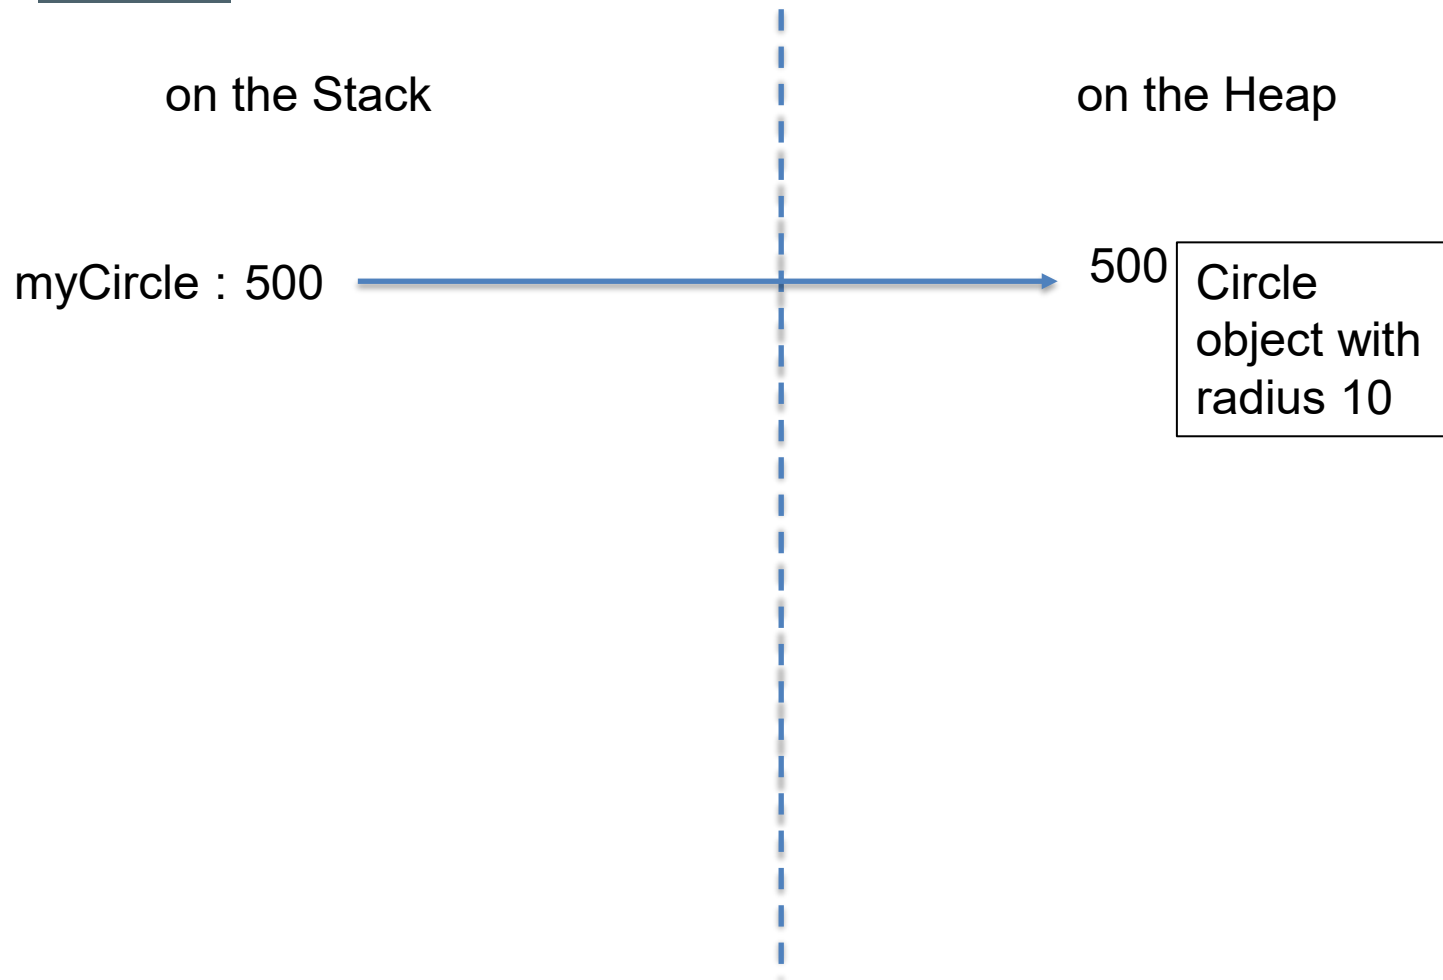 on the Stack
on the Heap
myCircle : 500
500
Circle
object with
radius 10